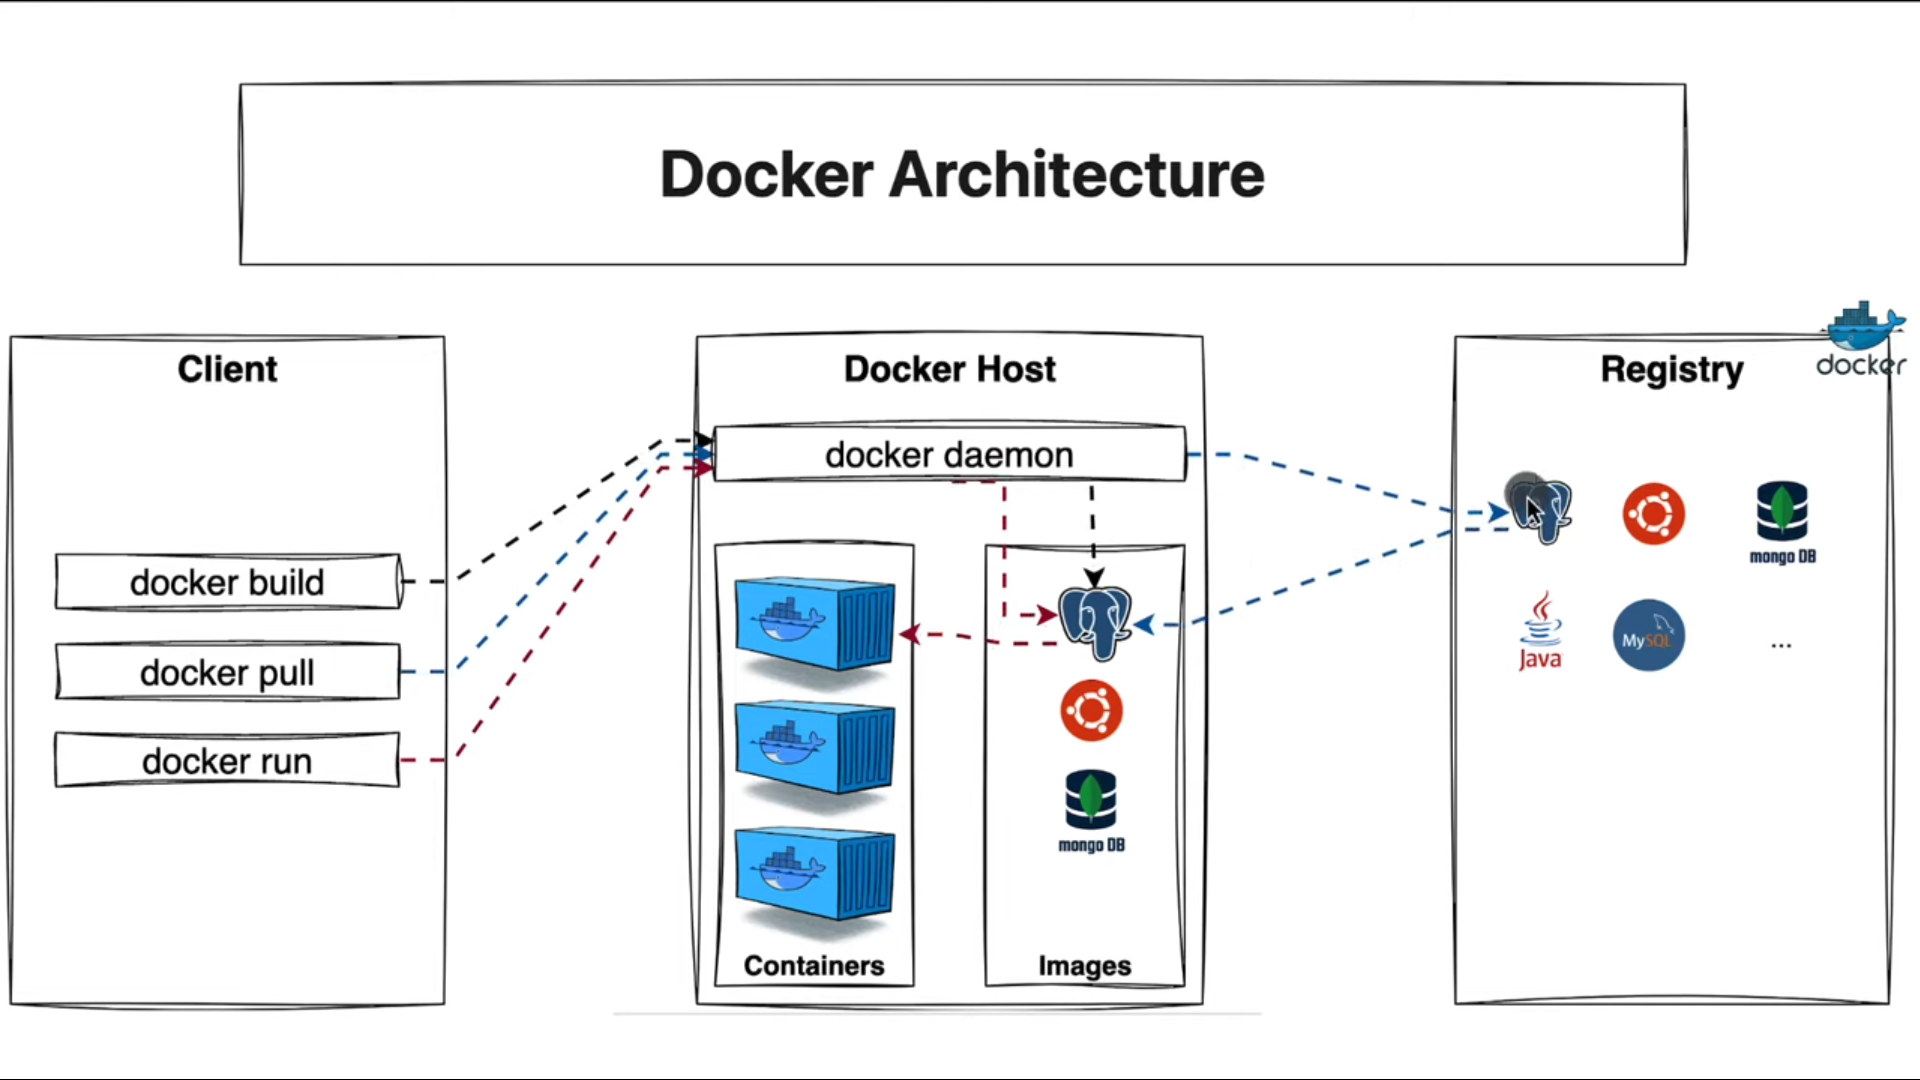 Docker Architecture
Client
docker build
docker pull
docker run
Docker Host
docker daemon
Containers
mongo DB
Images
Registry
docker
mongo DB
Java
MySQL
...